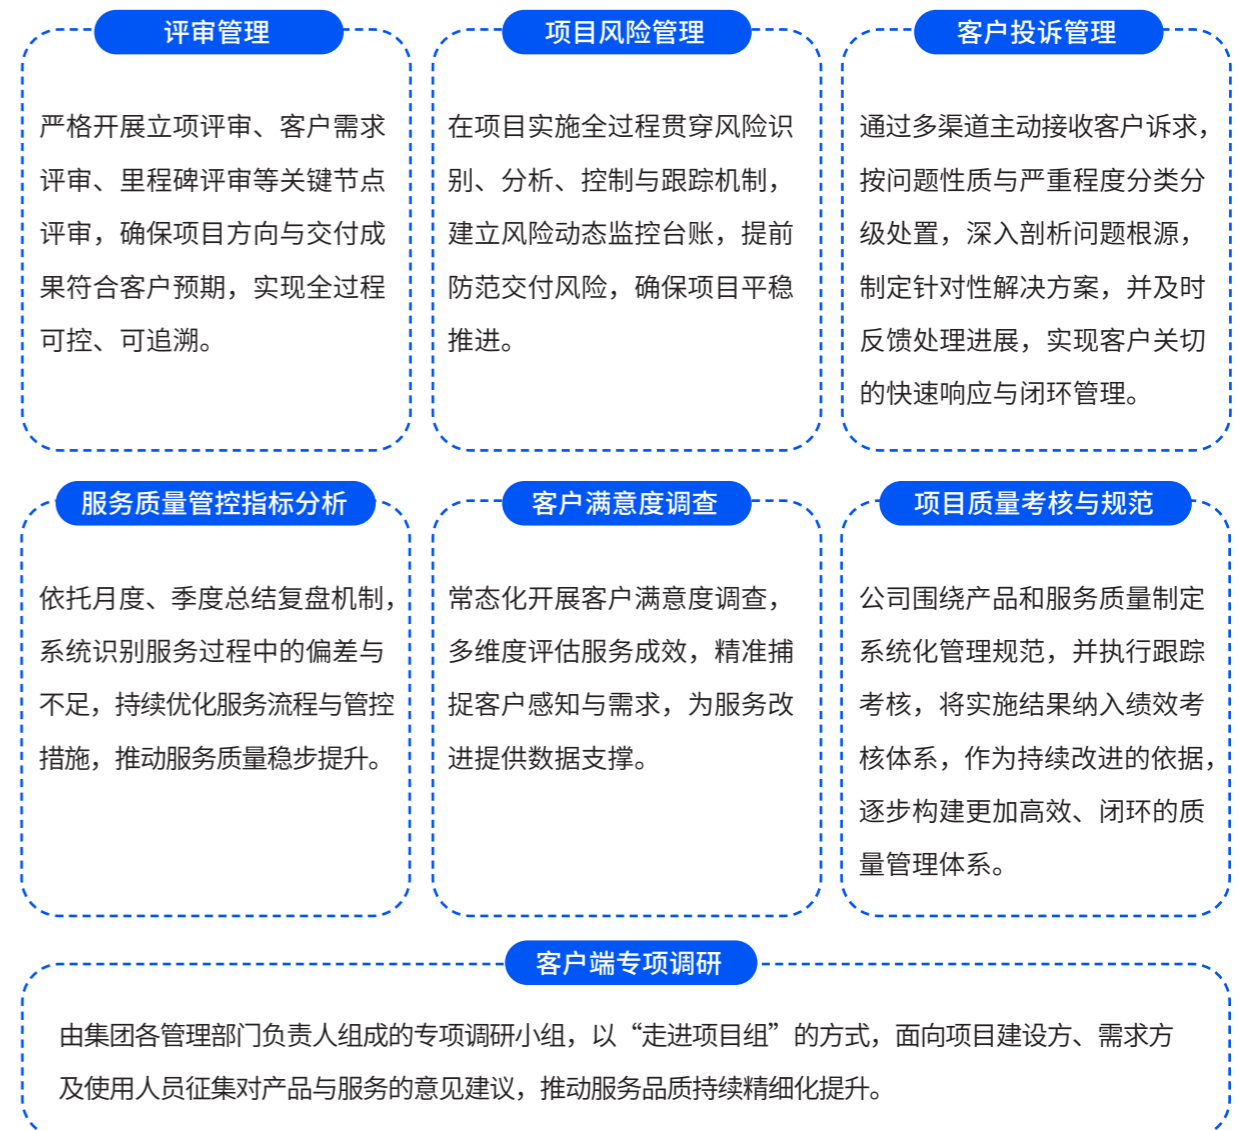 评审管理
严格开展立项评审、客户需求
评审、里程碑评审等关键节点
评审，确保项目方向与交付成
果符合客户预期，实现全过程
可控、可追溯。
项目风险管理
在项目实施全过程贯穿风险识
别、分析、控制与跟踪机制，
建立风险动态监控台账，提前
防范交付风险，确保项目平稳
推进。
客户投诉管理
通过多渠道主动接收客户诉求，
按问题性质与严重程度分类分
级处置，深入剖析问题根源，
制定针对性解决方案，并及时
反馈处理进展，实现客户关切
的快速响应与闭环管理。
服务质量管控指标分析
依托月度、季度总结复盘机制，
系统识别服务过程中的偏差与
不足，持续优化服务流程与管控
措施，推动服务质量稳步提升。
客户满意度调查
常态化开展客户满意度调查，
多维度评估服务成效，精准捕
捉客户感知与需求，为服务改
进提供数据支撑。
项目质量考核与规范
公司围绕产品和服务质量制定
系统化管理规范，并执行跟踪
考核，将实施结果纳入绩效考
核体系，作为持续改进的依据，
逐步构建更加高效、闭环的质
量管理体系。
客户端专项调研
由集团各管理部门负责人组成的专项调研小组，以“走进项目组”的方式，面向项目建设方、需求方
及使用人员征集对产品与服务的意见建议，推动服务品质持续精细化提升。